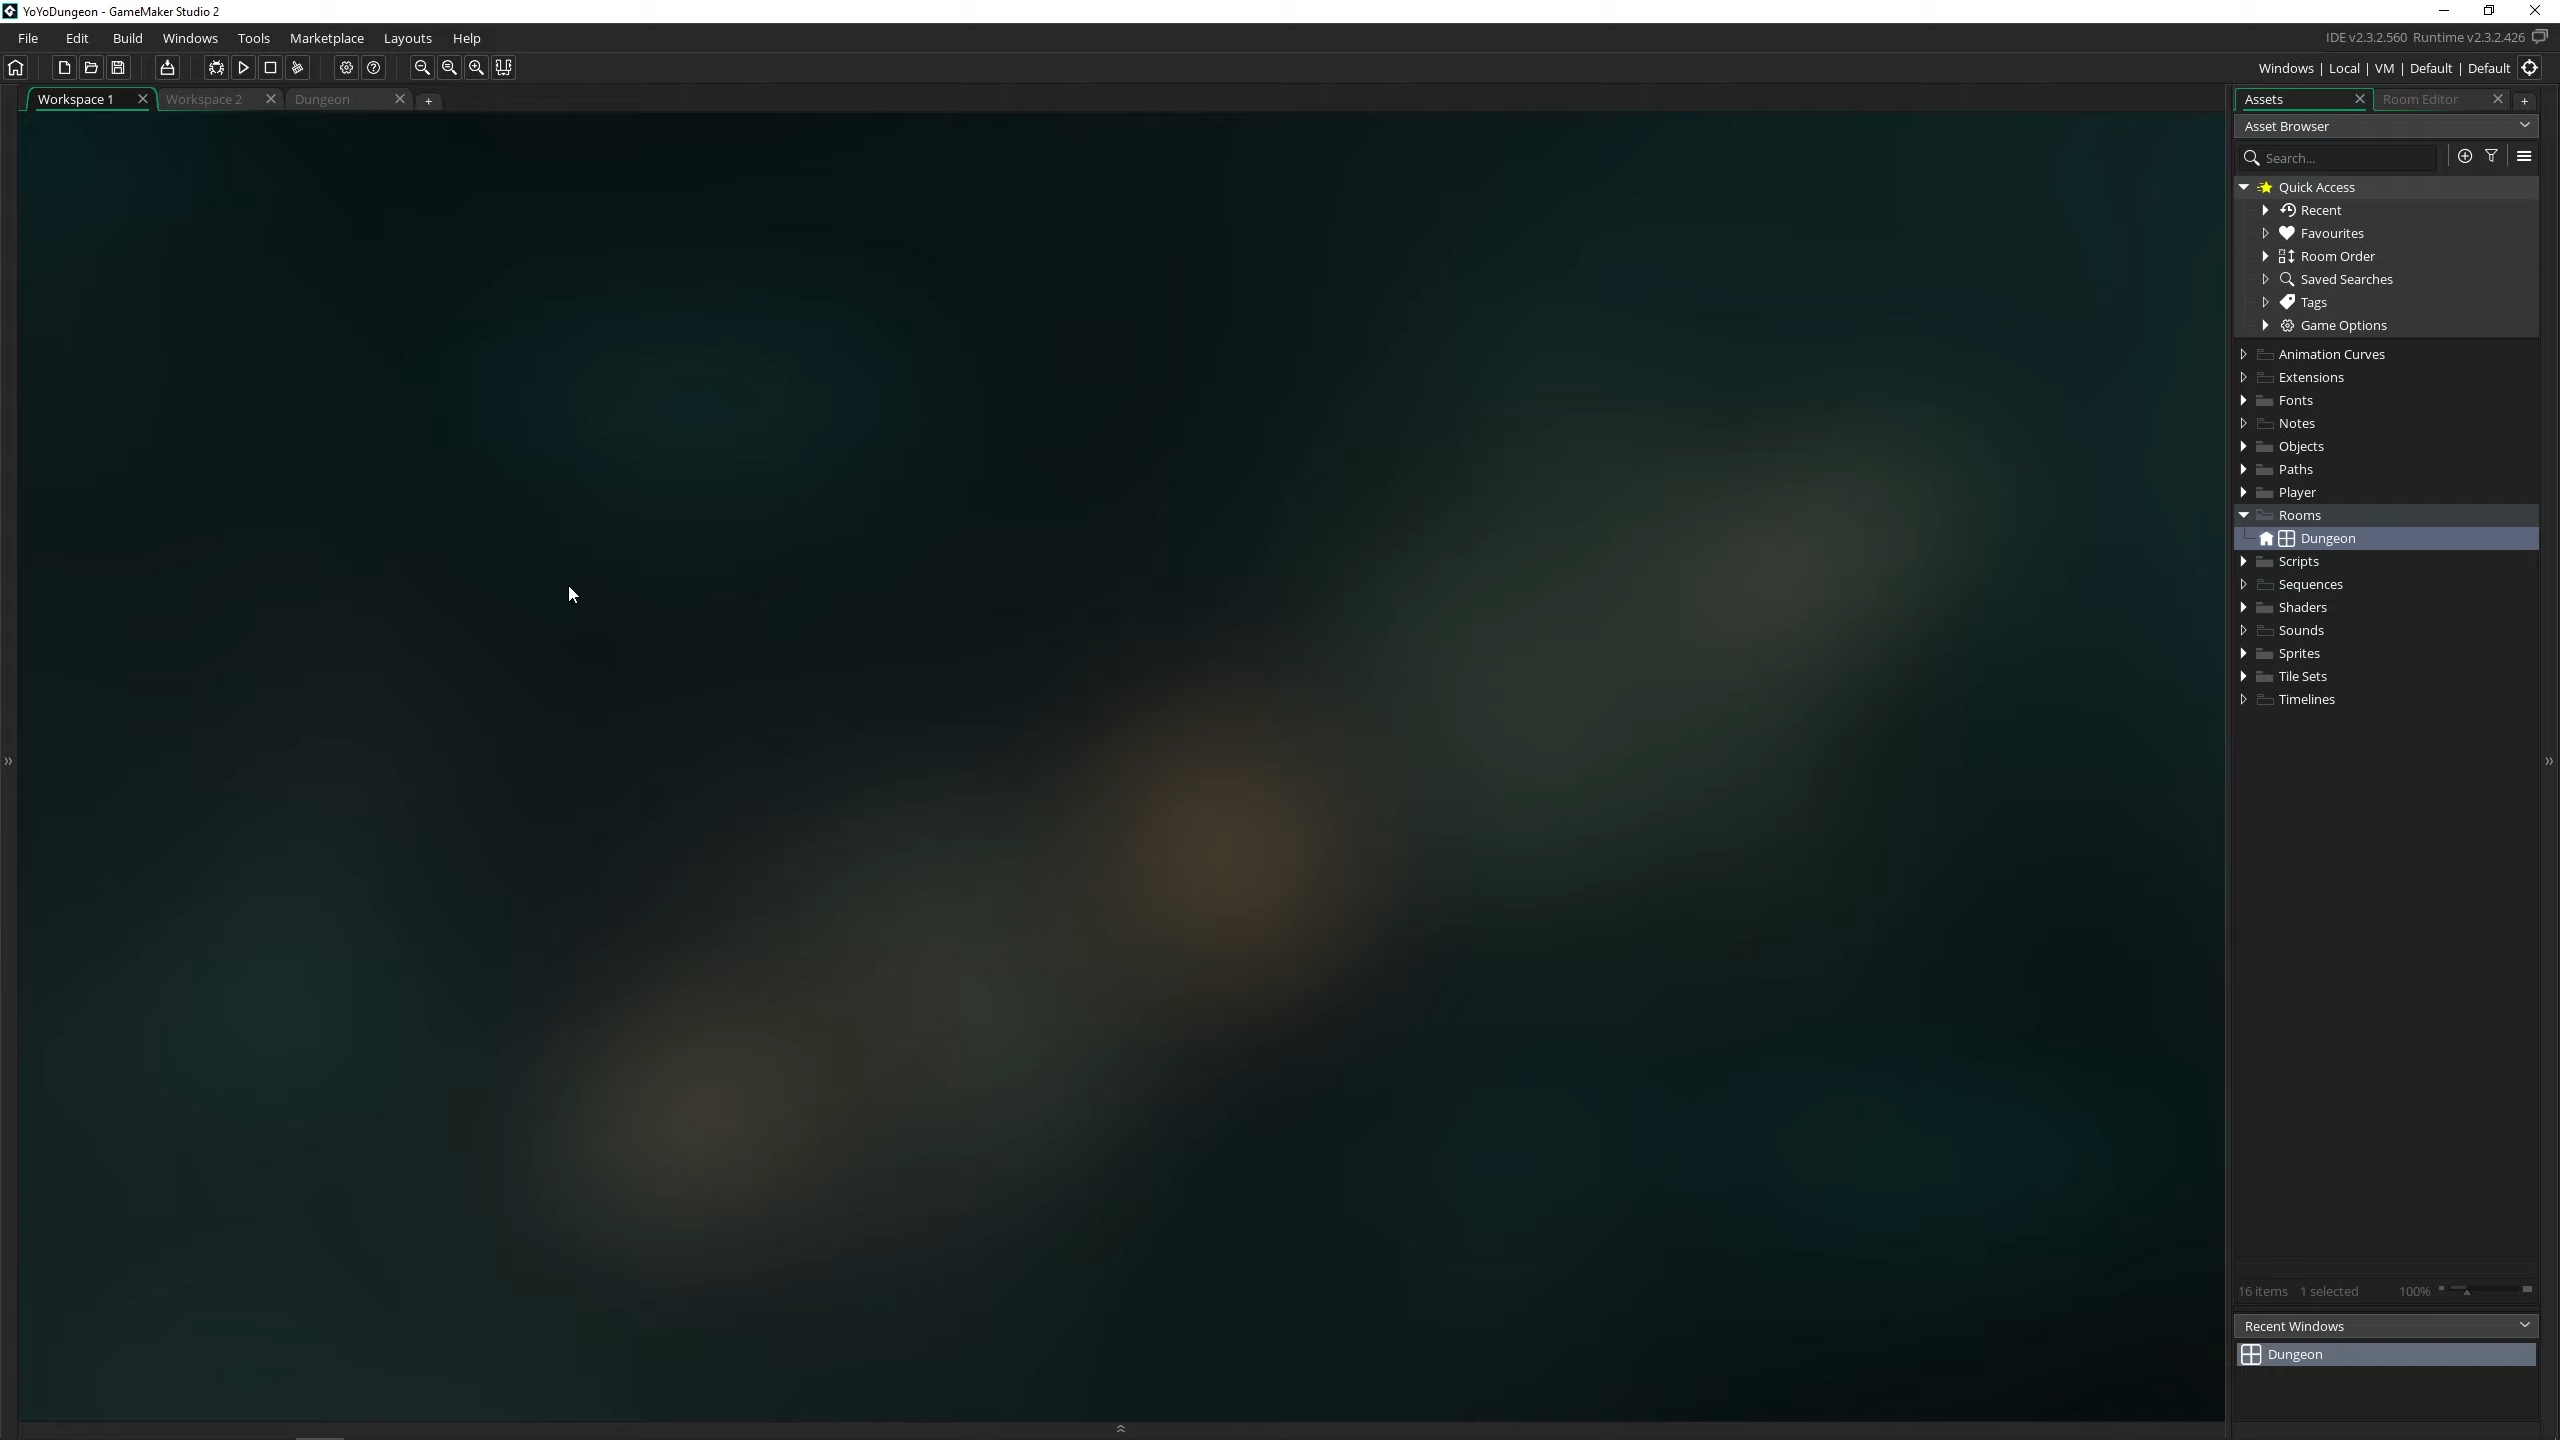 YoYoDungeon - GameMaker Studio 2
File Edit Build Windows Tools Marketplace Layouts Help
IDE v2.3.2.560 Runtime v2.3.2.426
Windows | Local | VM | Default | Default
Workspace 1 Workspace 2 Dungeon
Assets Room Editor
Asset Browser
Search...
Quick Access
Recent
Favourites
Room Order
Saved Searches
Tags
Game Options
Animation Curves
Extensions
Fonts
Notes
Objects
Paths
Player
Rooms
Dungeon
Scripts
Sequences
Shaders
Sounds
Sprites
Tile Sets
Timelines
16 items 1 selected 100%
Recent Windows
Dungeon